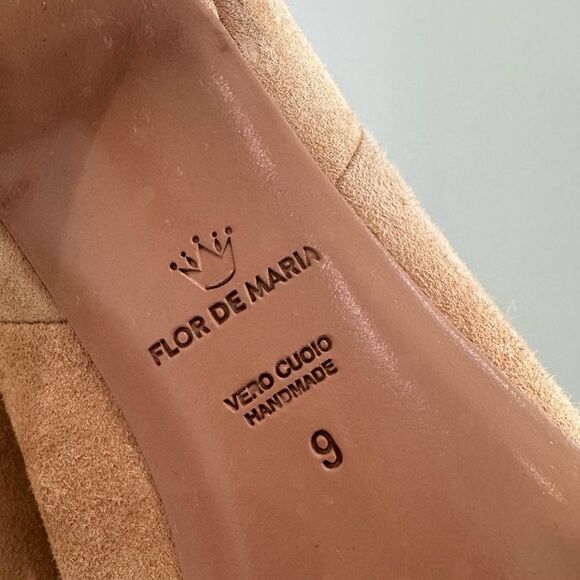 FLOR DE MARIA
VERO CUOIO
HANDMADE
9